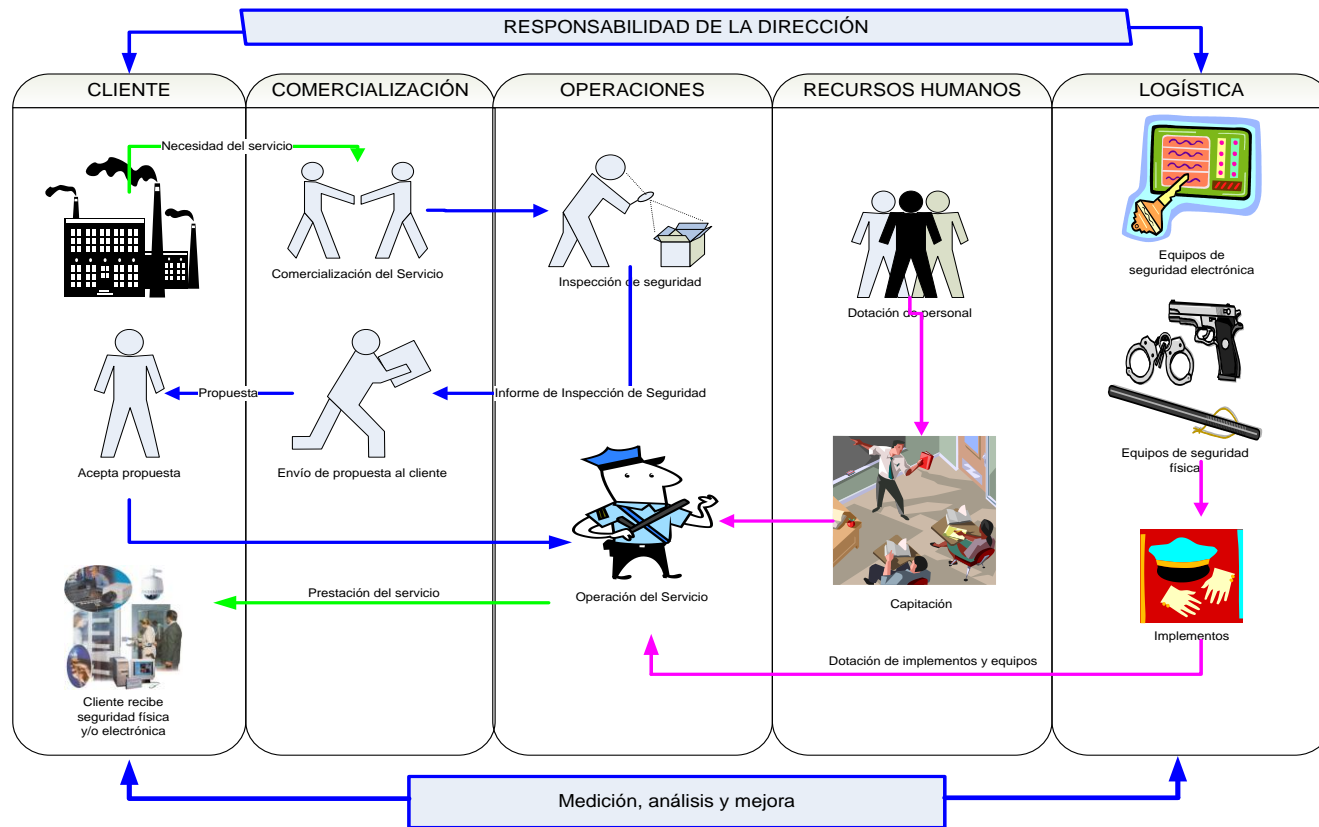 RESPONSABILIDAD DE LA DIRECCIÓN
CLIENTE
COMERCIALIZACIÓN
OPERACIONES
RECURSOS HUMANOS
LOGÍSTICA
Necesidad del servicio
Comercialización del Servicio
Inspección de seguridad
Dotación de personal
Equipos de
seguridad electrónica
Propuesta
Informe de Inspección de Seguridad
Acepta propuesta
Envío de propuesta al cliente
Equipos de seguridad
física
Prestación del servicio
Operación del Servicio
Capitación
Implementos
Dotación de implementos y equipos
Cliente recibe
seguridad física
y/o electrónica
Medición, análisis y mejora